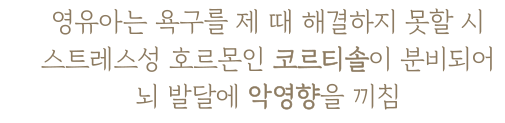 영유아는 욕구를 제 때 해결하지 못할 시
스트레스성 호르몬인 코르티솔이 분비되어
뇌 발달에 악영향을 끼침